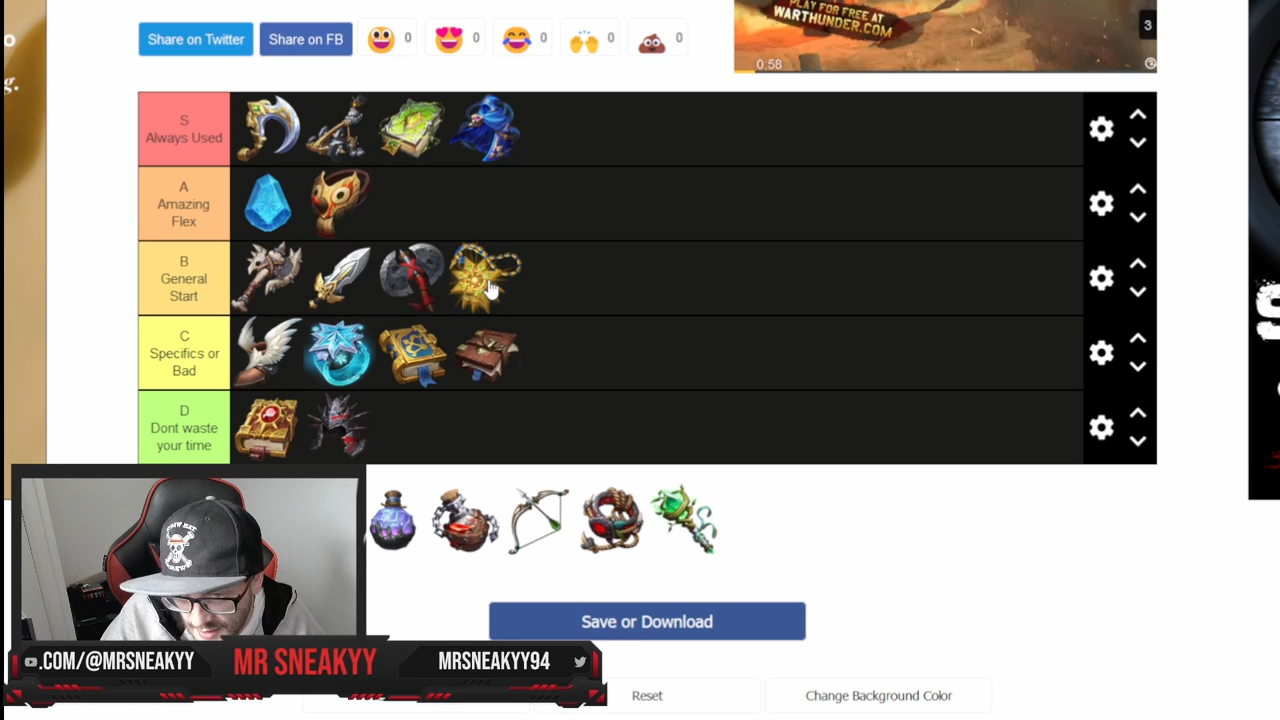 PLAY FOR FREE AT
WARTHUNDER.COM
3
0:58
g.
Share on Twitter
Share on FB
0
0
0
0
0
S
Always Used
A
Amazing
Flex
B
General
Start
C
Specifics or
Bad
D
Dont waste
your time
Save or Download
.COM/@MRSNEAKYY
MR SNEAKYY
MRSNEAKYY94
Reset
Change Background Color